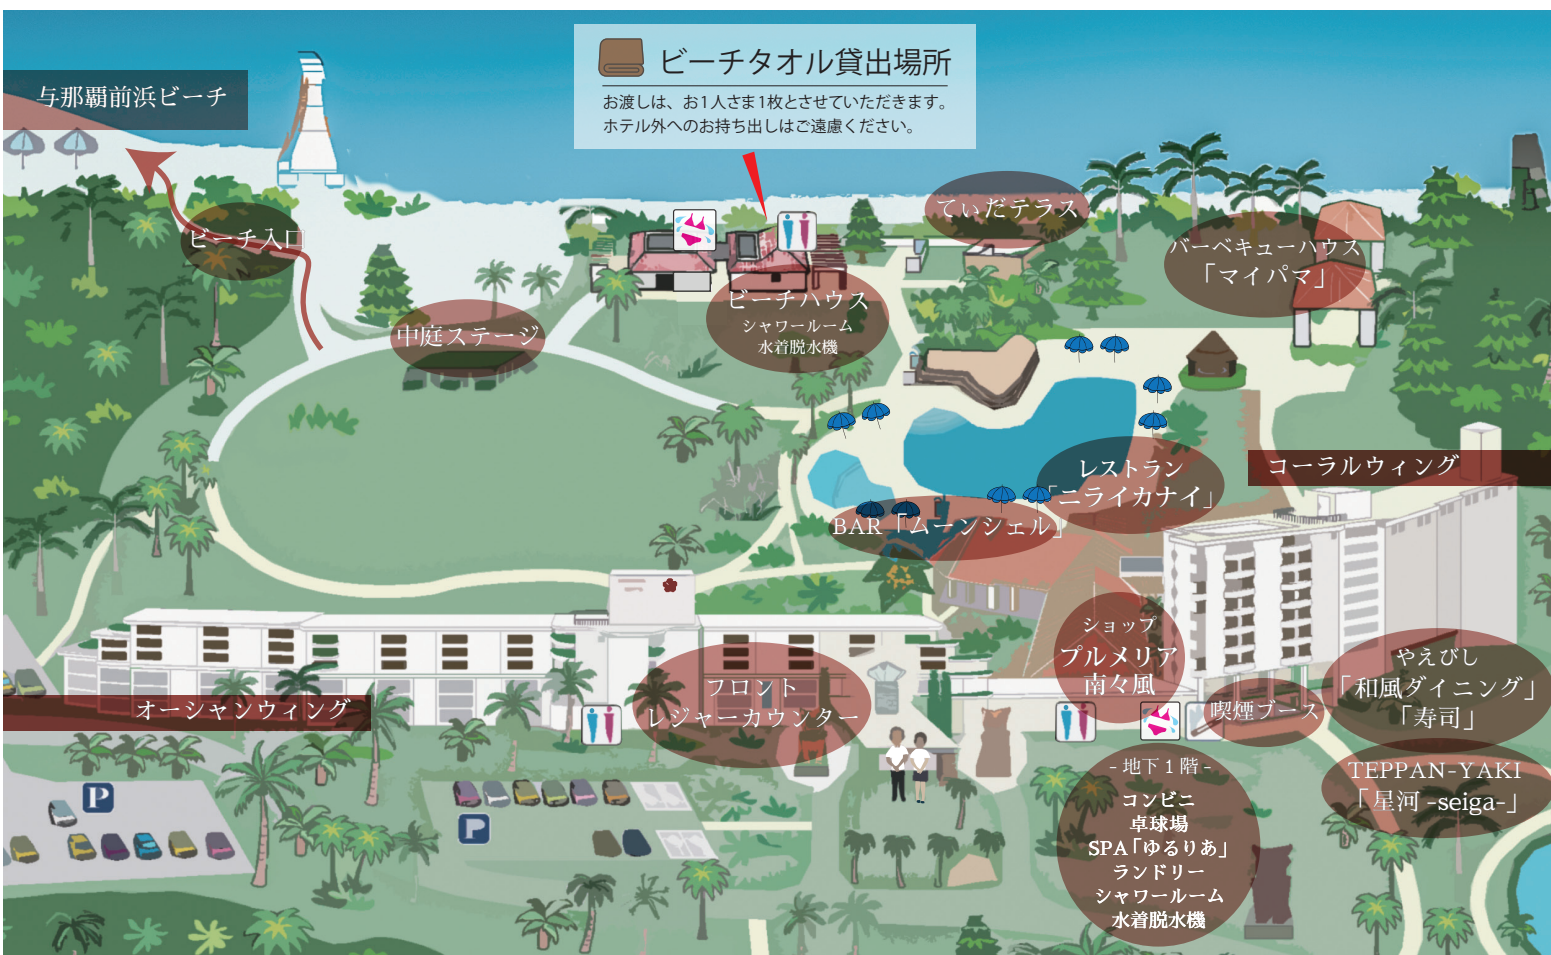 ビーチタオル貸出場所
お渡しは、お1人さま1枚とさせていただきます。
ホテル外へのお持ち出しはご遠慮ください。
与那覇前浜ビーチ
ビーチ入口
中庭ステージ
ビーチハウス
シャワールーム
水着脱水機
てぃだテラス
バーベキューハウス
「マイパマ」
レストラン
「ニライカナイ」
BAR「ムーンシェル」
コーラルウィング
オーシャンウィング
フロント
レジャーカウンター
ショップ
プルメリア
南々風
喫煙ブース
やえびし
「和風ダイニング」
「寿司」
TEPPAN-YAKI
「星河 -seiga-」
- 地下1階 -
コンビニ
卓球場
SPA「ゆるりあ」
ランドリー
シャワールーム
水着脱水機
P
P